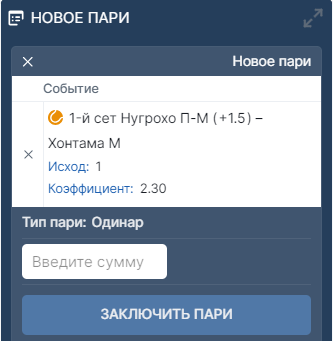 НОВОЕ ПАРИ
Новое пари
Событие
1-й сет Нугрохо П-М (+1.5) –
Хонтама М
Исход: 1
Коэффициент: 2.30
Тип пари: Одинар
Введите сумму
ЗАКЛЮЧИТЬ ПАРИ